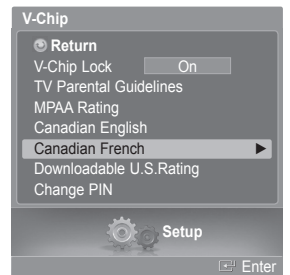 V-Chip
Return
V-Chip Lock On
TV Parental Guidelines
MPAA Rating
Canadian English
Canadian French
Downloadable U.S.Rating
Change PIN
Setup
Enter